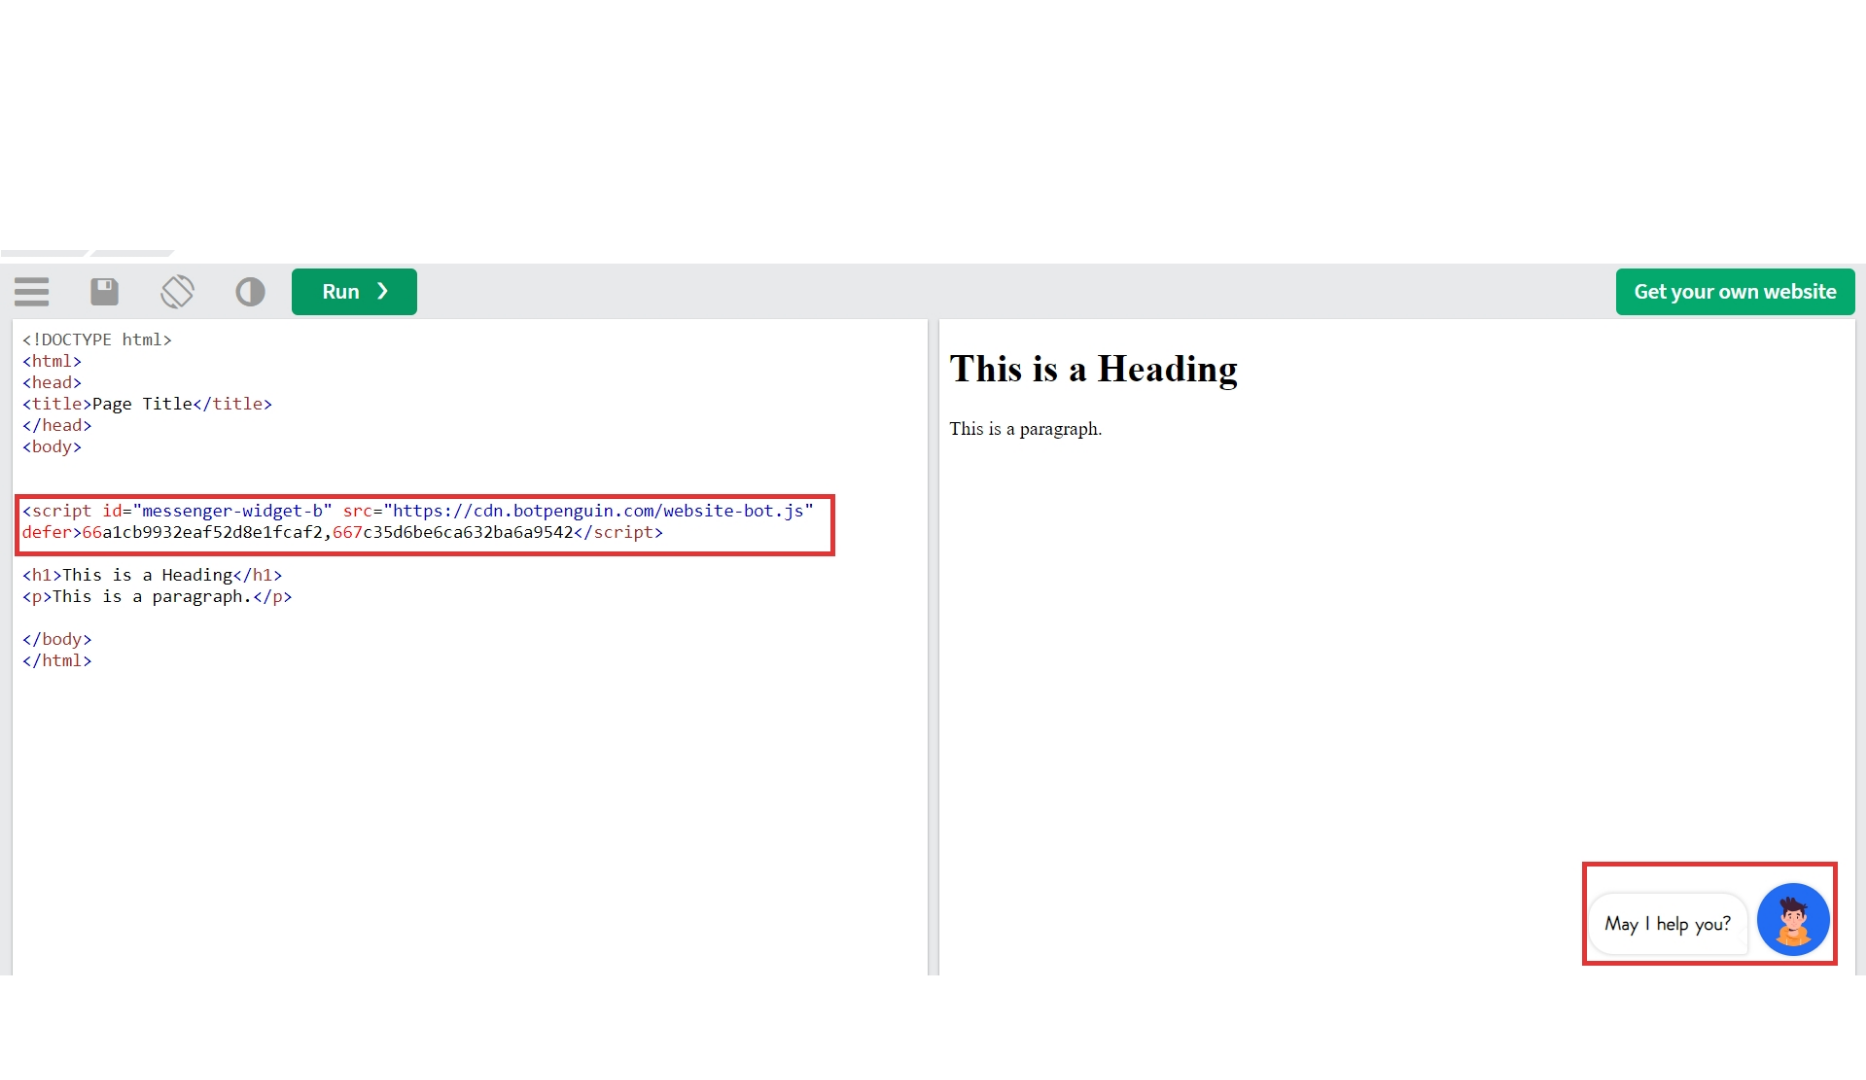 Run ❯
Get your own website
<!DOCTYPE html>
<html>
<head>
<title>Page Title</title>
</head>
<body>
<script id="messenger-widget-b" src="https://cdn.botpenguin.com/website-bot.js"
defer>66a1cb9932eaf52d8e1fcaf2,667c35d6be6ca632ba6a9542</script>
<h1>This is a Heading</h1>
<p>This is a paragraph.</p>
</body>
</html>
This is a Heading
This is a paragraph.
May I help you?